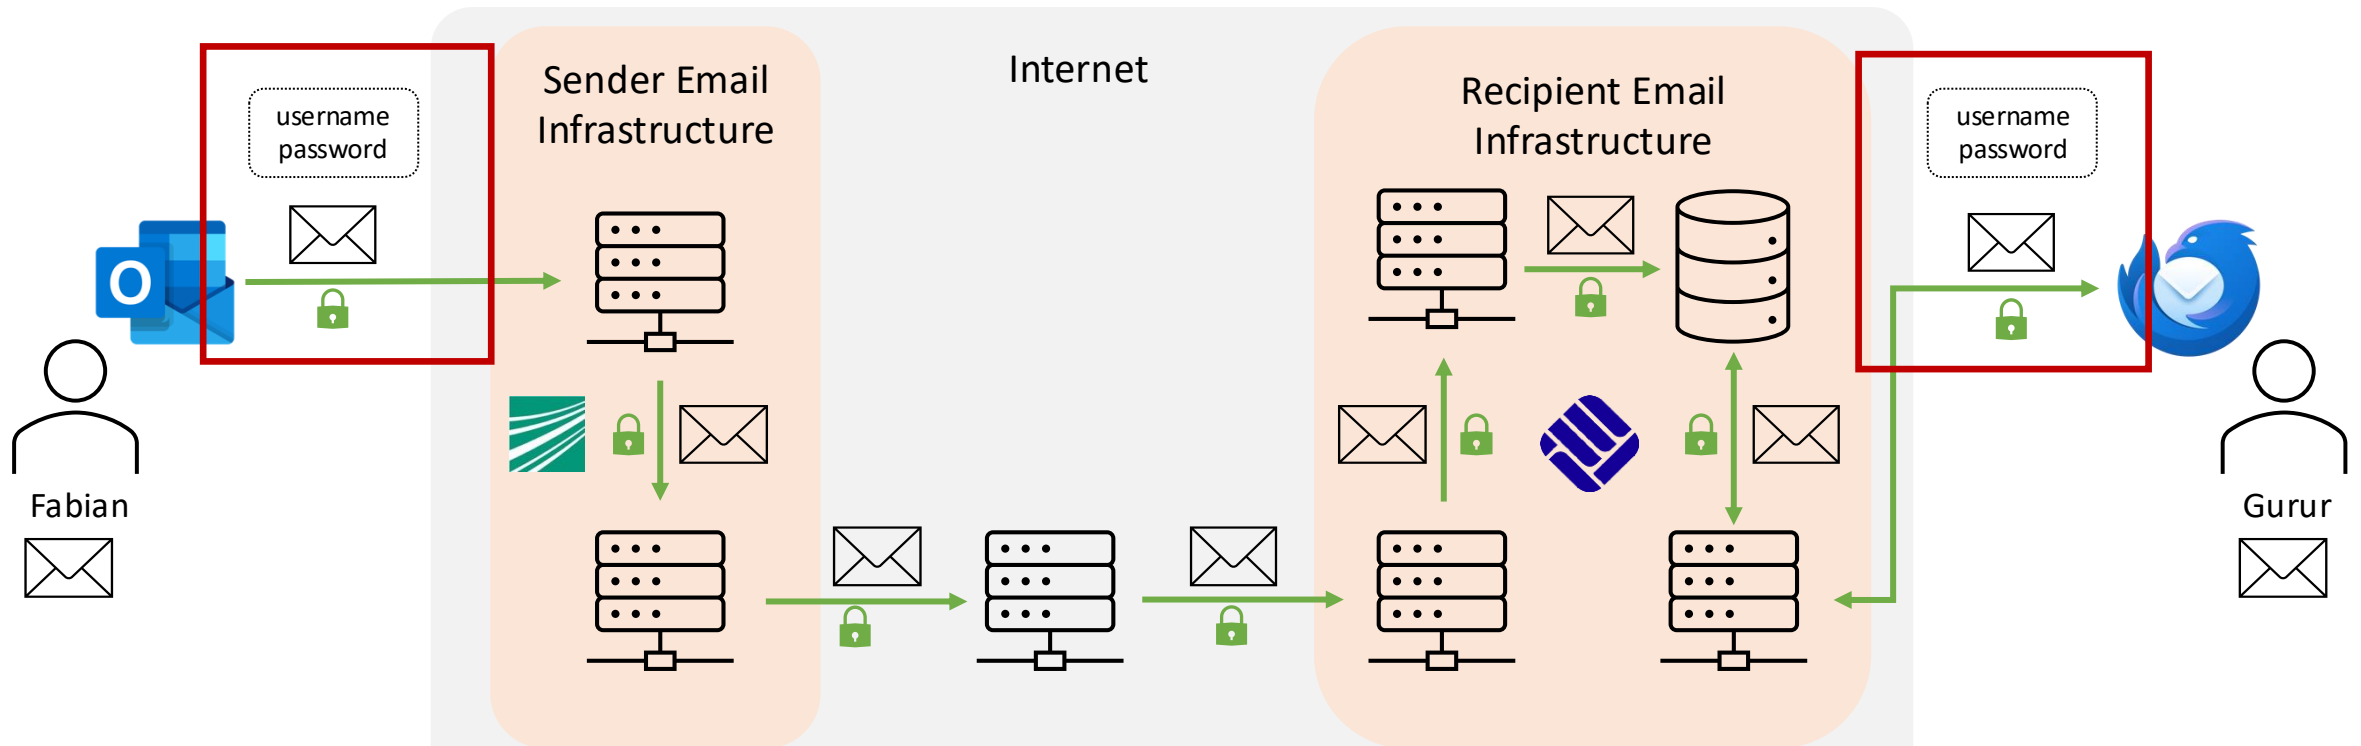 username
password
Sender Email
Infrastructure
Internet
Recipient Email
Infrastructure
username
password
O
Fabian
Gurur